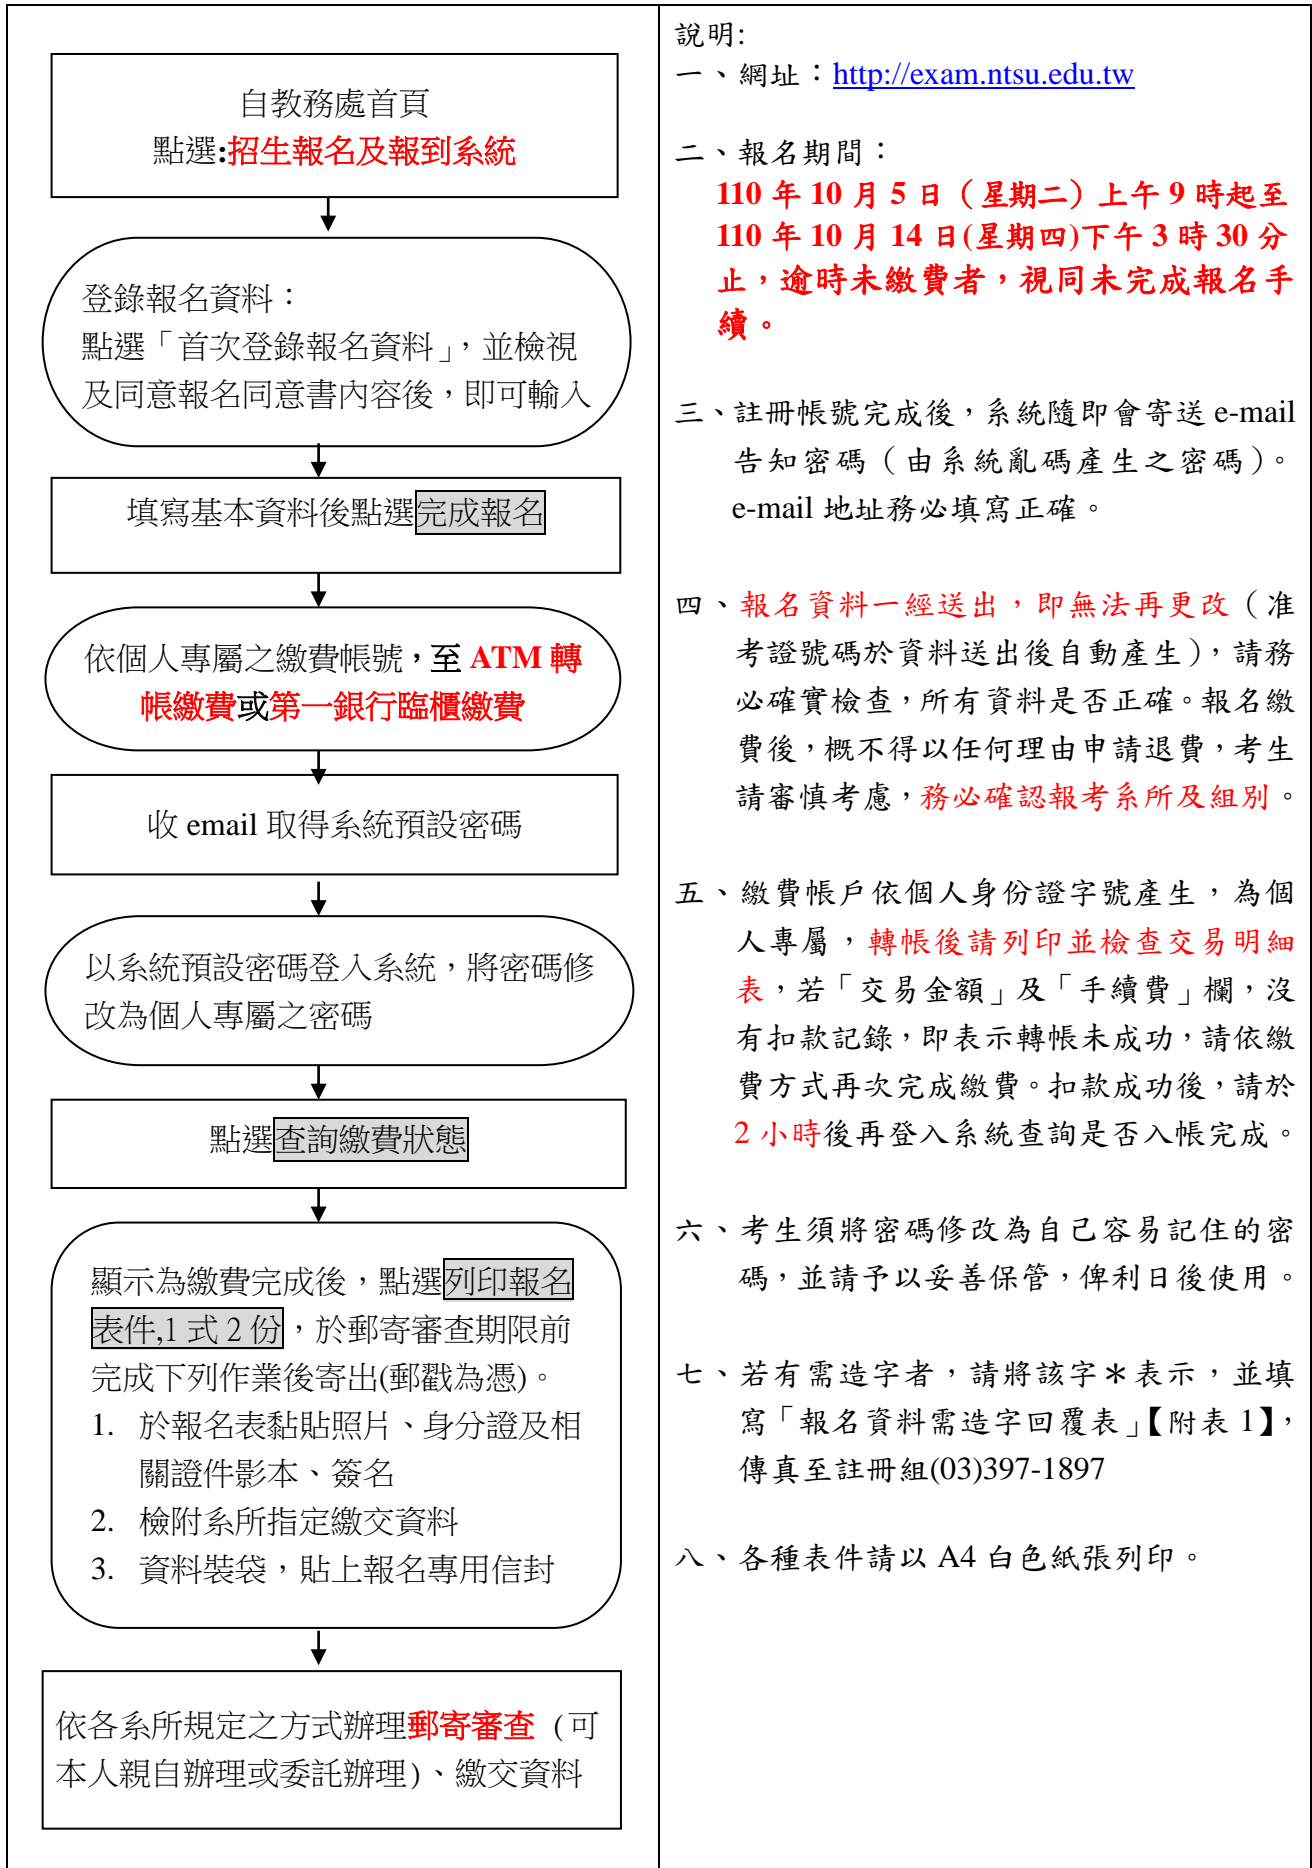 自教務處首頁
點選:招生報名及報到系統
登錄報名資料：
點選「首次登錄報名資料」，並檢視
及同意報名同意書內容後，即可輸入
填寫基本資料後點選完成報名
依個人專屬之繳費帳號，至 ATM 轉
帳繳費或第一銀行臨櫃繳費
收 email 取得系統預設密碼
以系統預設密碼登入系統，將密碼修
改為個人專屬之密碼
點選查詢繳費狀態
顯示為繳費完成後，點選列印報名
表件,1 式 2 份，於郵寄審查期限前
完成下列作業後寄出(郵戳為憑)。
1. 於報名表黏貼照片、身分證及相
關證件影本、簽名
2. 檢附系所指定繳交資料
3. 資料裝袋，貼上報名專用信封
依各系所規定之方式辦理郵寄審查（可
本人親自辦理或委託辦理）、繳交資料
說明:
一、網址：http://exam.ntsu.edu.tw
二、報名期間：
110 年 10 月 5 日（星期二）上午 9 時起至
110 年 10 月 14 日(星期四)下午 3 時 30 分
止，逾時未繳費者，視同未完成報名手
續。
三、註冊帳號完成後，系統隨即會寄送 e-mail
告知密碼（由系統亂碼產生之密碼）。
e-mail 地址務必填寫正確。
四、報名資料一經送出，即無法再更改（准
考證號碼於資料送出後自動產生），請務
必確實檢查，所有資料是否正確。報名繳
費後，概不得以任何理由申請退費，考生
請審慎考慮，務必確認報考系所及組別。
五、繳費帳戶依個人身份證字號產生，為個
人專屬，轉帳後請列印並檢查交易明細
表，若「交易金額」及「手續費」欄，沒
有扣款記錄，即表示轉帳未成功，請依繳
費方式再次完成繳費。扣款成功後，請於
2 小時後再登入系統查詢是否入帳完成。
六、考生須將密碼修改為自己容易記住的密
碼，並請予以妥善保管，俾利日後使用。
七、若有需造字者，請將該字＊表示，並填
寫「報名資料需造字回覆表」【附表 1】，
傳真至註冊組(03)397-1897
八、各種表件請以 A4 白色紙張列印。